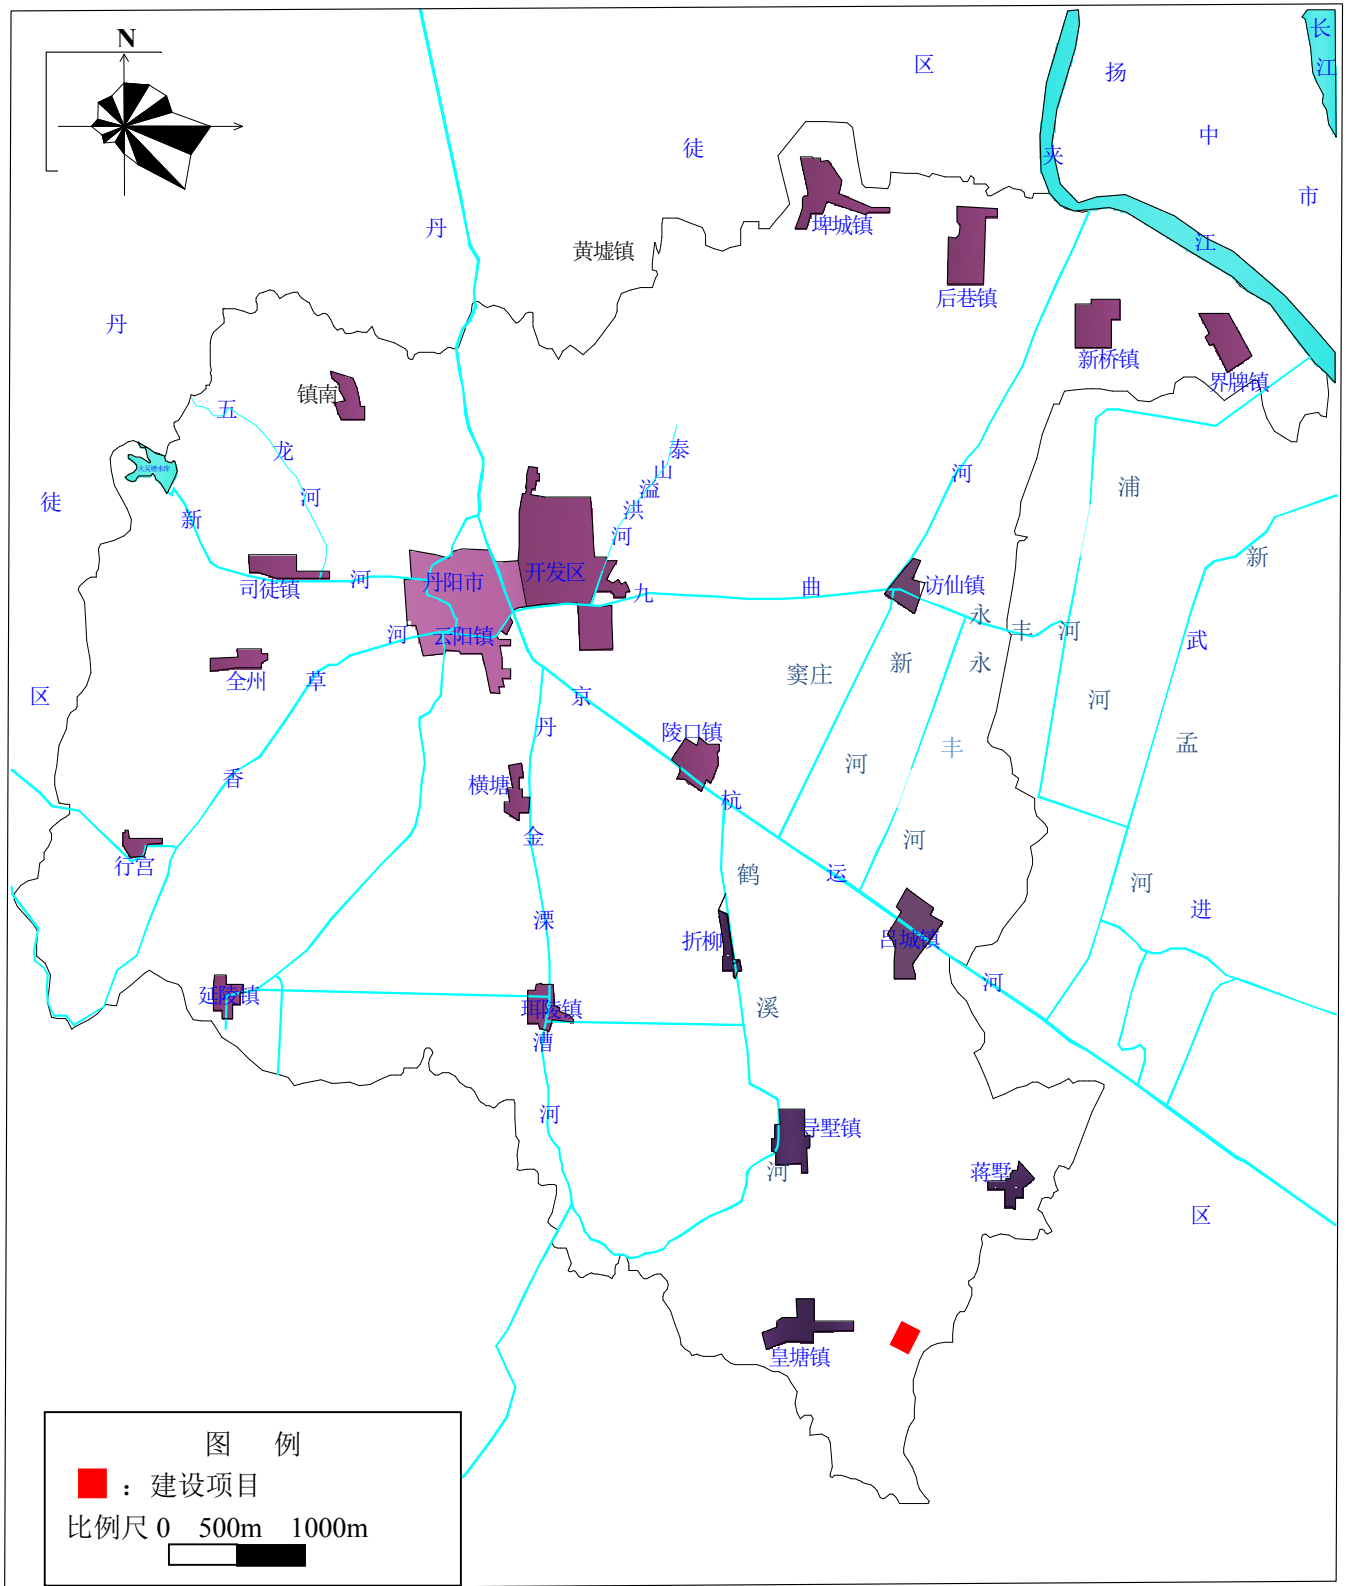 N
长
江
区
扬
中
市
徒
夹
江
丹
黄墟镇
埤城镇
后巷镇
新桥镇
界牌镇
丹
镇南
五
龙
河
泰
山
溢
洪
河
大吴塘水库
徒
新
河
司徒镇
丹阳市
开发区
云阳镇
九
曲
河
访仙镇
永
丰
河
浦
河
新
孟
河
武
进
区
区
全州
香
草
河
窦庄
新
河
永
丰
河
丹
金
溧
漕
河
京
杭
运
河
陵口镇
横塘
行宫
鹤
溪
河
折柳
吕城镇
延陵镇
珥陵镇
导墅镇
蒋墅
皇塘镇
图 例
：建设项目
比例尺 0 500m 1000m